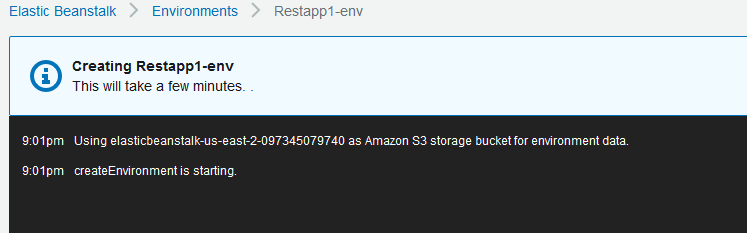 Elastic Beanstalk > Environments > Restapp1-env
Creating Restapp1-env
This will take a few minutes. .
9:01pm Using elasticbeanstalk-us-east-2-097345079740 as Amazon S3 storage bucket for environment data.
9:01pm createEnvironment is starting.